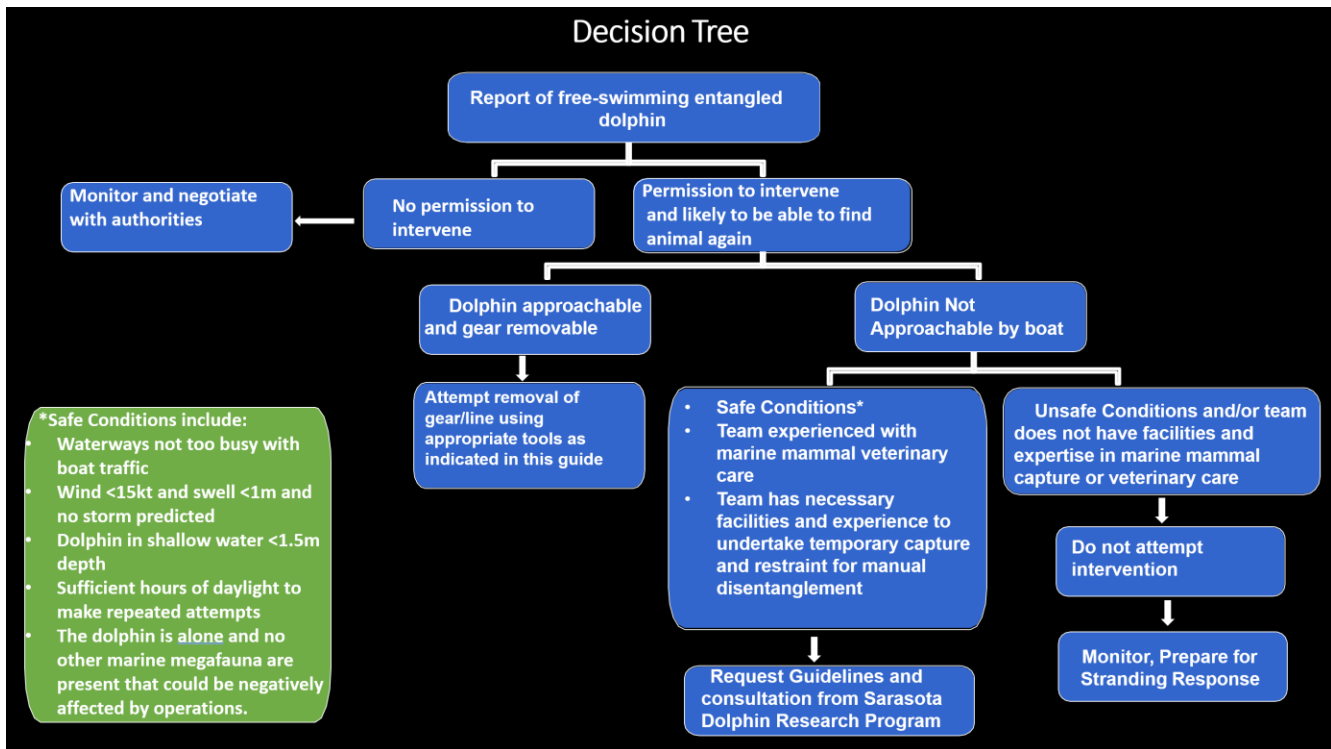 Decision Tree
Report of free-swimming entangled
dolphin
Monitor and negotiate
with authorities
No permission to
intervene
Permission to intervene
and likely to be able to find
animal again
Dolphin approachable
and gear removable
Dolphin Not
Approachable by boat
Attempt removal of
gear/line using
appropriate tools as
indicated in this guide
• Safe Conditions*
• Team experienced with
marine mammal veterinary
care
• Team has necessary
facilities and experience to
undertake temporary capture
and restraint for manual
disentanglement
Unsafe Conditions and/or team
does not have facilities and
expertise in marine mammal
capture or veterinary care
Do not attempt
intervention
Monitor, Prepare for
Stranding Response
Request Guidelines and
consultation from Sarasota
Dolphin Research Program
*Safe Conditions include:
• Waterways not too busy with
boat traffic
• Wind <15kt and swell <1m and
no storm predicted
• Dolphin in shallow water <1.5m
depth
• Sufficient hours of daylight to
make repeated attempts
• The dolphin is alone and no
other marine megafauna are
present that could be negatively
affected by operations.